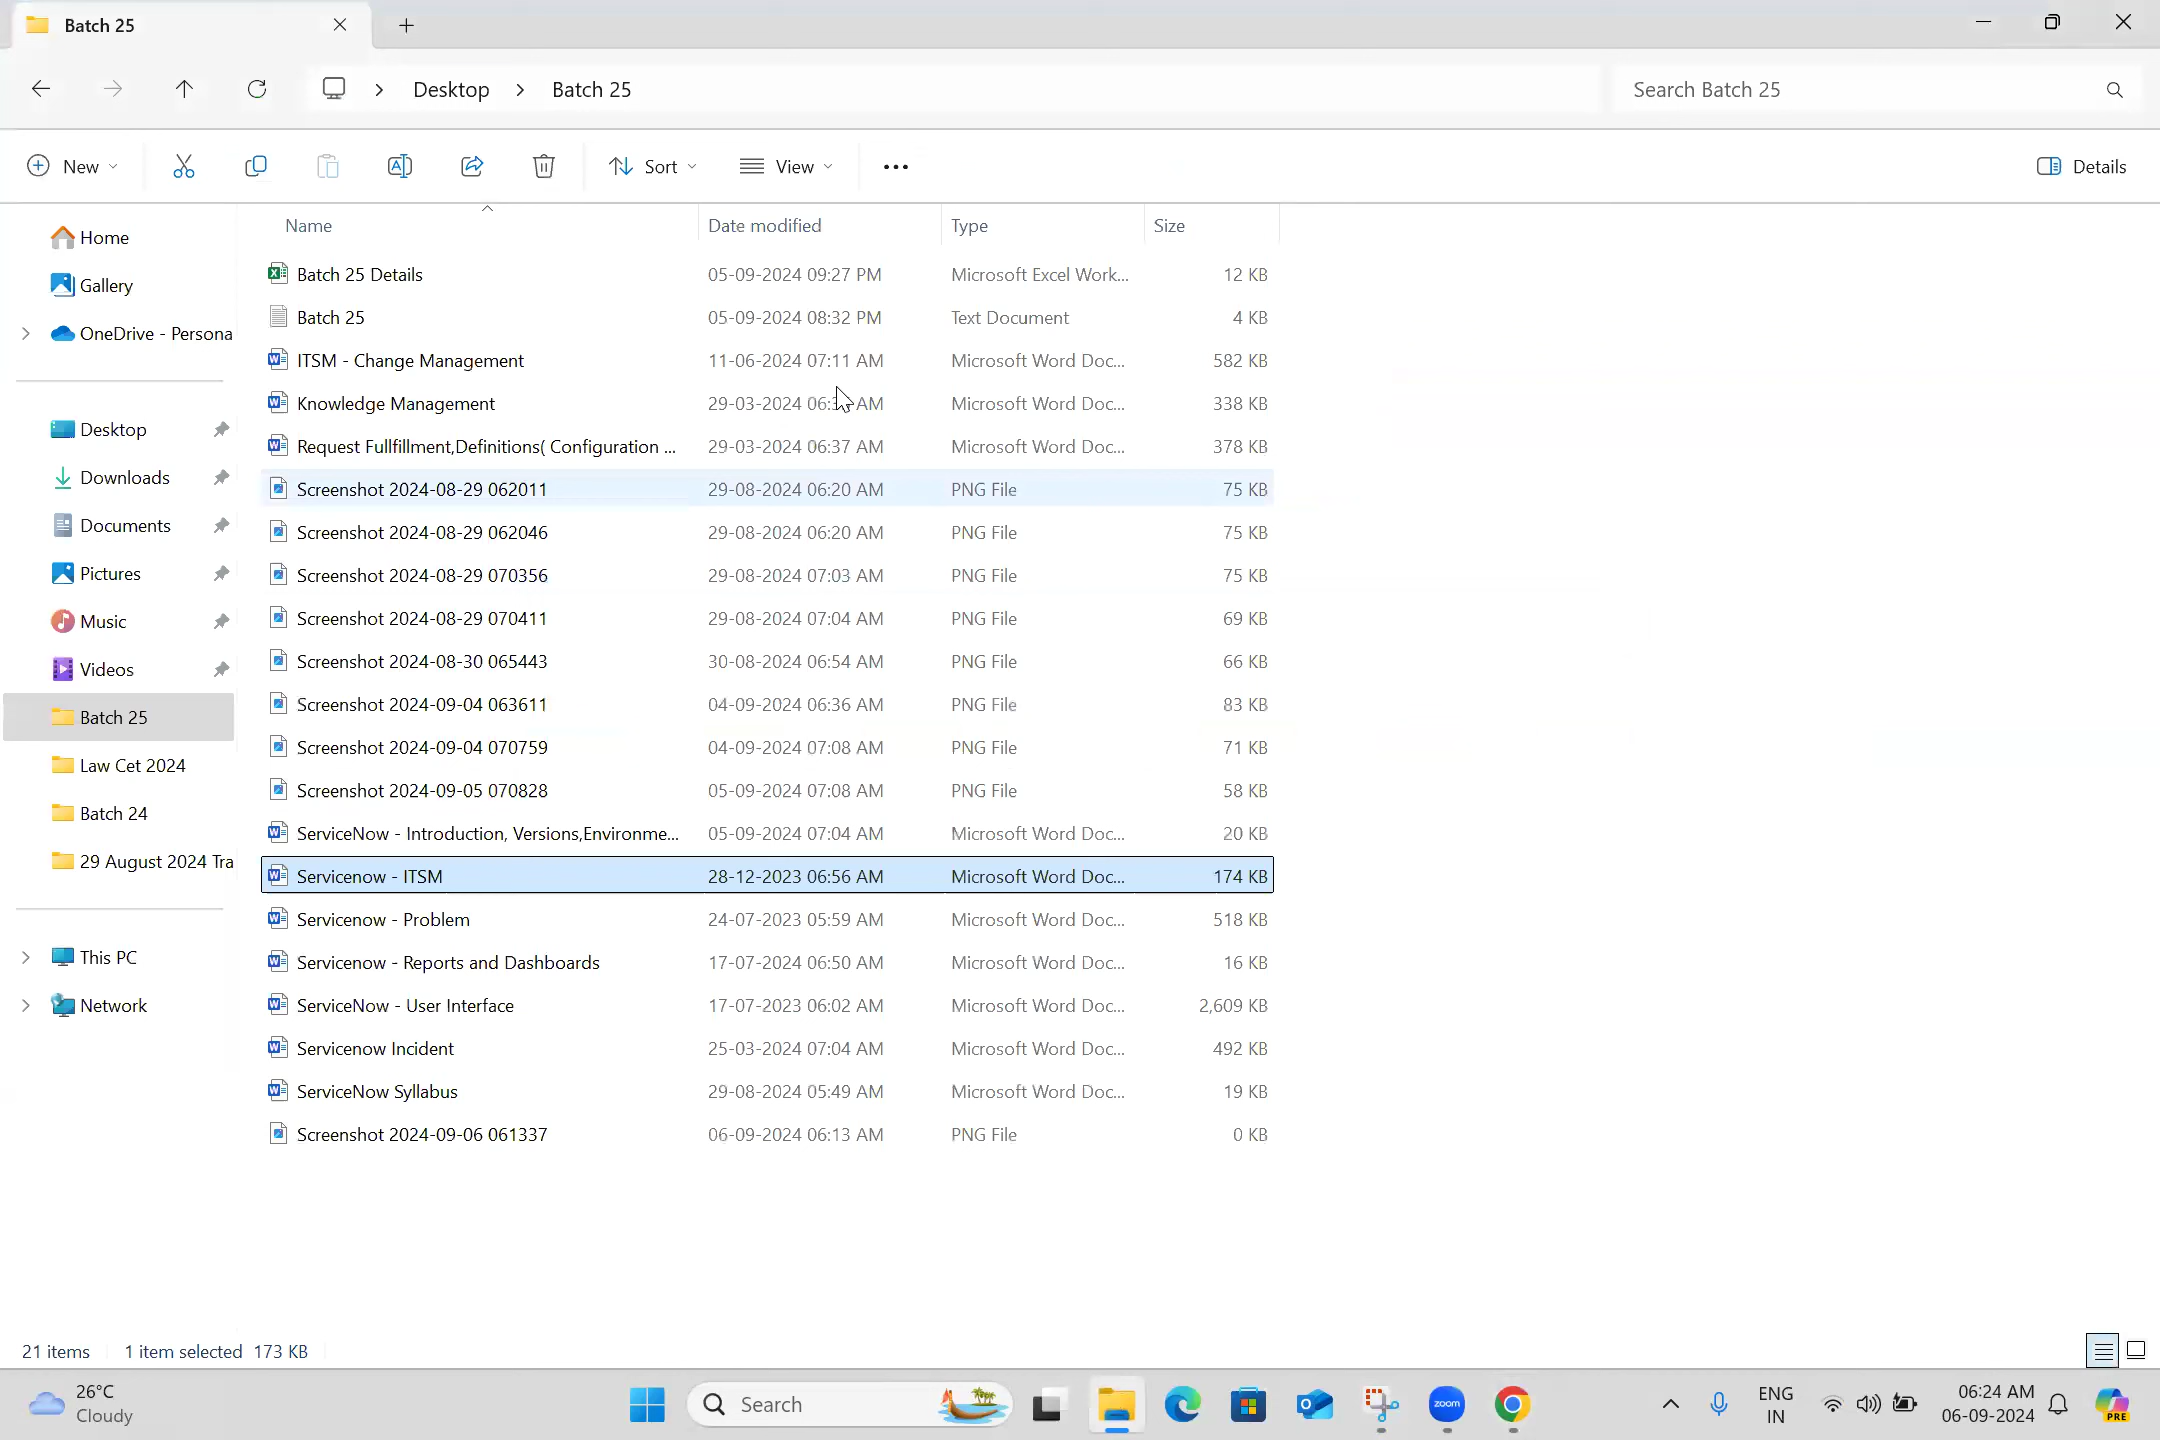 Batch 25
Desktop
Batch 25
Search Batch 25
New
Sort
View
Details
Name
Date modified
Type
Size
Home
Gallery
OneDrive - Persona
Desktop
Downloads
Documents
Pictures
Music
Videos
Batch 25
Law Cet 2024
Batch 24
29 August 2024 Tra
This PC
Network
Batch 25 Details 05-09-2024 09:27 PM Microsoft Excel Work... 12 KB
Batch 25 05-09-2024 08:32 PM Text Document 4 KB
ITSM - Change Management 11-06-2024 07:11 AM Microsoft Word Doc... 582 KB
Knowledge Management 29-03-2024 AM Microsoft Word Doc... 338 KB
Request Fullfillment,Definitions( Configuration ... 29-03-2024 06:37 AM Microsoft Word Doc... 378 KB
Screenshot 2024-08-29 062011 29-08-2024 06:20 AM PNG File 75 KB
Screenshot 2024-08-29 062046 29-08-2024 06:20 AM PNG File 75 KB
Screenshot 2024-08-29 070356 29-08-2024 07:03 AM PNG File 75 KB
Screenshot 2024-08-29 070411 29-08-2024 07:04 AM PNG File 69 KB
Screenshot 2024-08-30 065443 30-08-2024 06:54 AM PNG File 66 KB
Screenshot 2024-09-04 063611 04-09-2024 06:36 AM PNG File 83 KB
Screenshot 2024-09-04 070759 04-09-2024 07:08 AM PNG File 71 KB
Screenshot 2024-09-05 070828 05-09-2024 07:08 AM PNG File 58 KB
ServiceNow - Introduction, Versions,Environme... 05-09-2024 07:04 AM Microsoft Word Doc... 20 KB
Servicenow - ITSM 28-12-2023 06:56 AM Microsoft Word Doc... 174 KB
Servicenow - Problem 24-07-2023 05:59 AM Microsoft Word Doc... 518 KB
Servicenow - Reports and Dashboards 17-07-2024 06:50 AM Microsoft Word Doc... 16 KB
ServiceNow - User Interface 17-07-2023 06:02 AM Microsoft Word Doc... 2,609 KB
Servicenow Incident 25-03-2024 07:04 AM Microsoft Word Doc... 492 KB
ServiceNow Syllabus 29-08-2024 05:49 AM Microsoft Word Doc... 19 KB
Screenshot 2024-09-06 061337 06-09-2024 06:13 AM PNG File 0 KB
21 items 1 item selected 173 KB
26°C
Cloudy
Search
zoom
ENG
IN
06:24 AM
06-09-2024
PRE